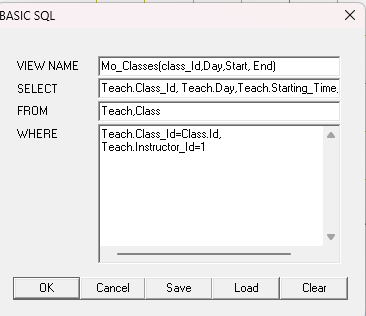 BASIC SQL
VIEW NAME Mo_Classes(class_Id,Day,Start, End)
SELECT Teach.Class_Id, Teach.Day,Teach.Starting_Time,
FROM Teach,Class
WHERE Teach.Class_Id=Class.Id,
Teach.Instructor_Id=1
OK Cancel Save Load Clear